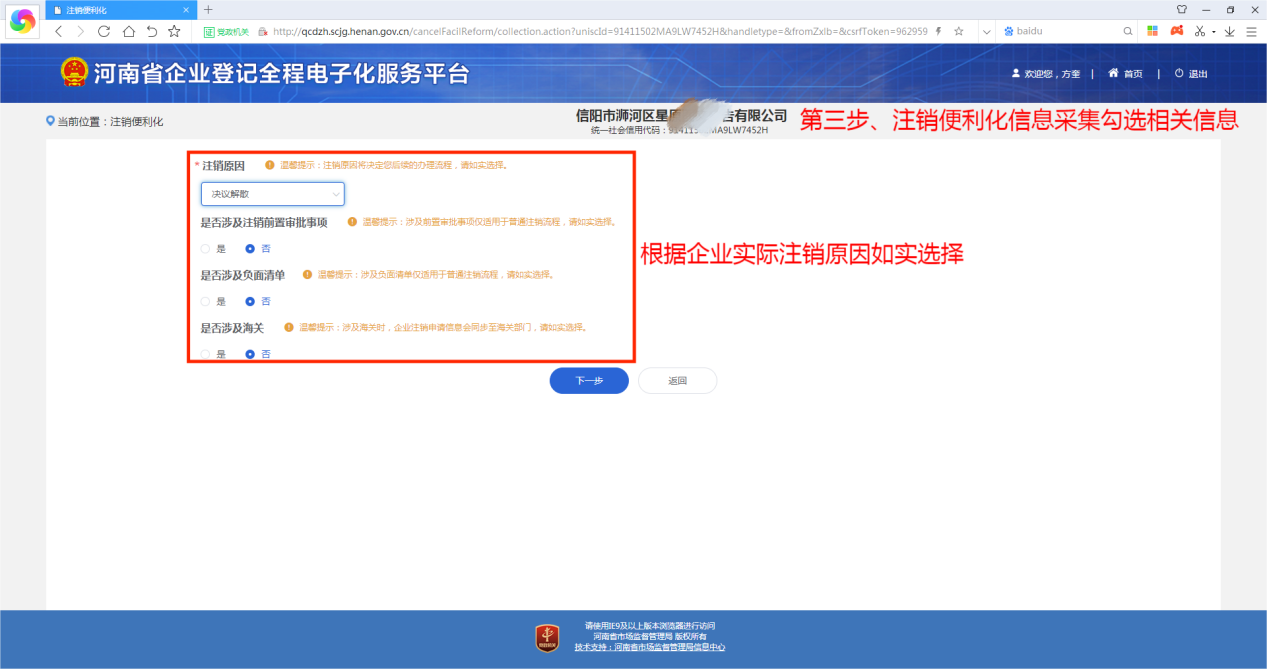 注销便利化
证 党政机关
http://qcdzh.scjg.henan.gov.cn/cancelFacilReform/collection.action?uniscId=91411502MA9LW7452H&handletype=&fromZxlb=&csrfToken=962959
baidu
河南省企业登记全程电子化服务平台
欢迎您，方奎 | 首页 | 退出
当前位置：注销便利化
信阳市浉河区星 告有限公司
统一社会信用代码：91411 MA9LW7452H
第三步、注销便利化信息采集勾选相关信息
* 注销原因 温馨提示：注销原因将决定您后续的办理流程，请如实选择。
决议解散
是否涉及注销前置审批事项 温馨提示：涉及前置审批事项仅适用于普通注销流程，请如实选择。
是 否
根据企业实际注销原因如实选择
是否涉及负面清单 温馨提示：涉及负面清单仅适用于普通注销流程，请如实选择。
是 否
是否涉及海关 温馨提示：涉及海关时，企业注销申请信息会同步至海关部门，请如实选择。
是 否
下一步 返回
请使用IE9及以上版本浏览器进行访问
河南省市场监督管理局 版权所有
技术支持：河南省市场监督管理局信息中心